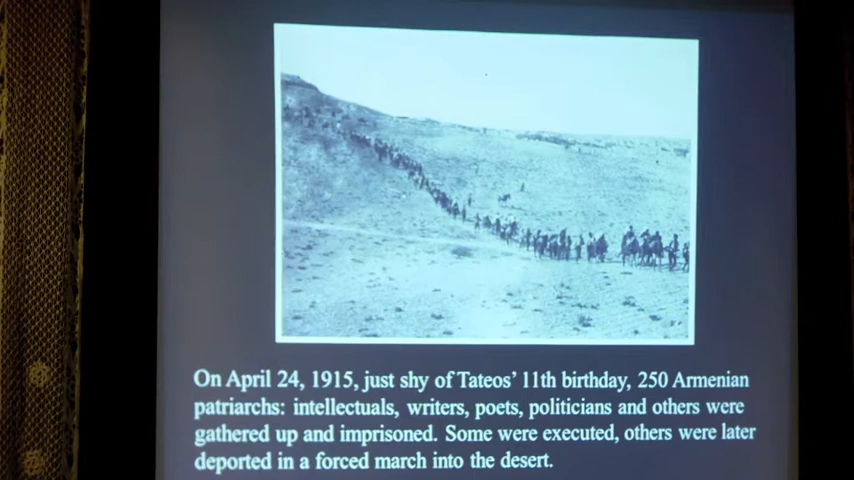 On April 24, 1915, just shy of Tateos' 11th birthday, 250 Armenian
patriarchs: intellectuals, writers, poets, politicians and others were
gathered up and imprisoned. Some were executed, others were later
deported in a forced march into the desert.